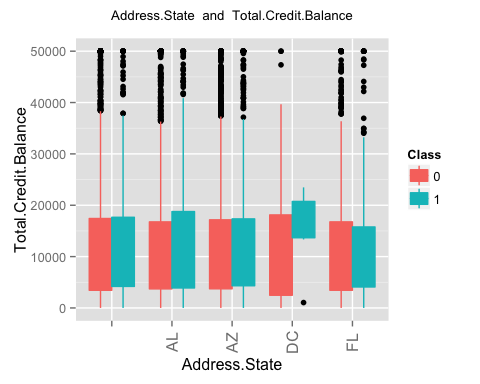 Address.State and Total.Credit.Balance
Total.Credit.Balance
50000
40000
30000
20000
10000
0
AL
AZ
DC
FL
Address.State
Class
0
1